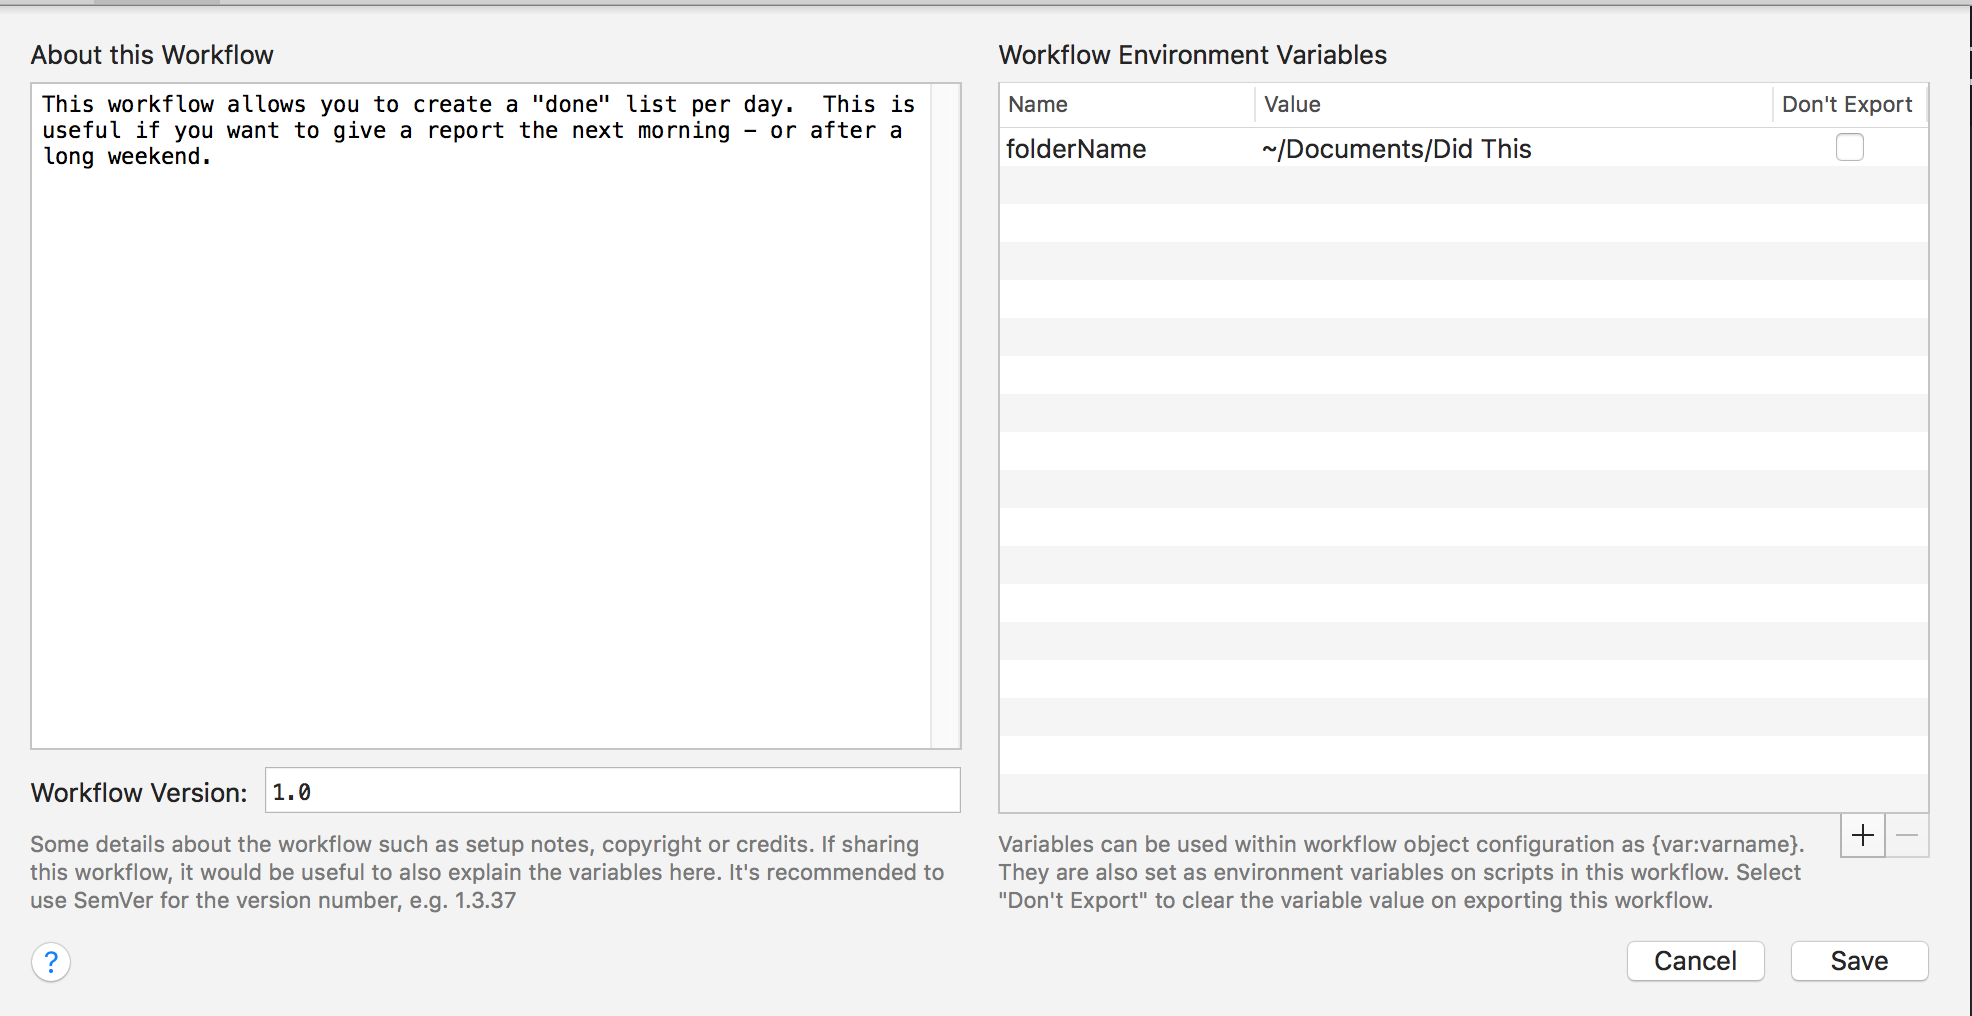 About this Workflow
This workflow allows you to create a "done" list per day.  This is
useful if you want to give a report the next morning – or after a
long weekend.
Workflow Version: 1.0
Some details about the workflow such as setup notes, copyright or credits. If sharing
this workflow, it would be useful to also explain the variables here. It's recommended to
use SemVer for the version number, e.g. 1.3.37
?
Workflow Environment Variables
Name Value Don't Export
folderName ~/Documents/Did This
+ –
Variables can be used within workflow object configuration as {var:varname}.
They are also set as environment variables on scripts in this workflow. Select
"Don't Export" to clear the variable value on exporting this workflow.
Cancel Save